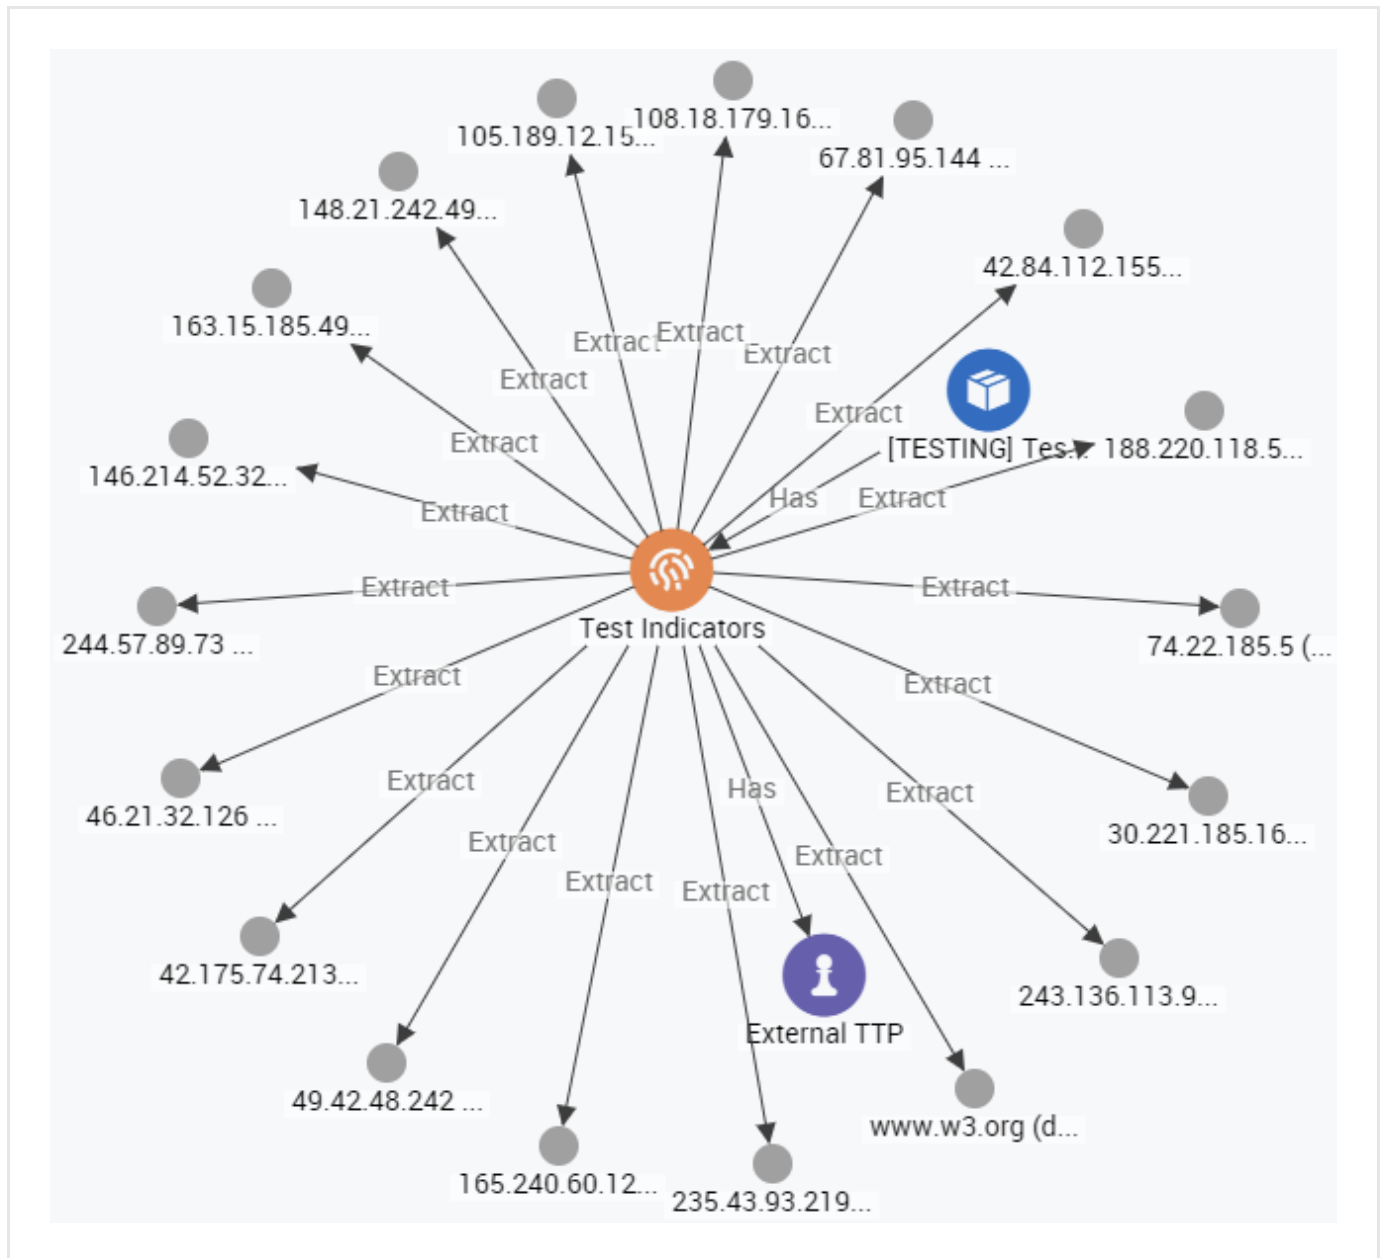 108.18.179.16...
105.189.12.15...
67.81.95.144 ...
148.21.242.49...
42.84.112.155...
163.15.185.49...
Extract
Extract
Extract
Extract
Extract
Extract
[TESTING] Tes...
188.220.118.5...
146.214.52.32...
Extract
Has
Extract
Extract
Extract
Extract
Test Indicators
244.57.89.73 ...
74.22.185.5 (...
Extract
Extract
Extract
Has
Extract
46.21.32.126 ...
30.221.185.16...
Extract
Extract
Extract
Extract
42.175.74.213...
243.136.113.9...
External TTP
49.42.48.242 ...
www.w3.org (d...
165.240.60.12...
235.43.93.219...